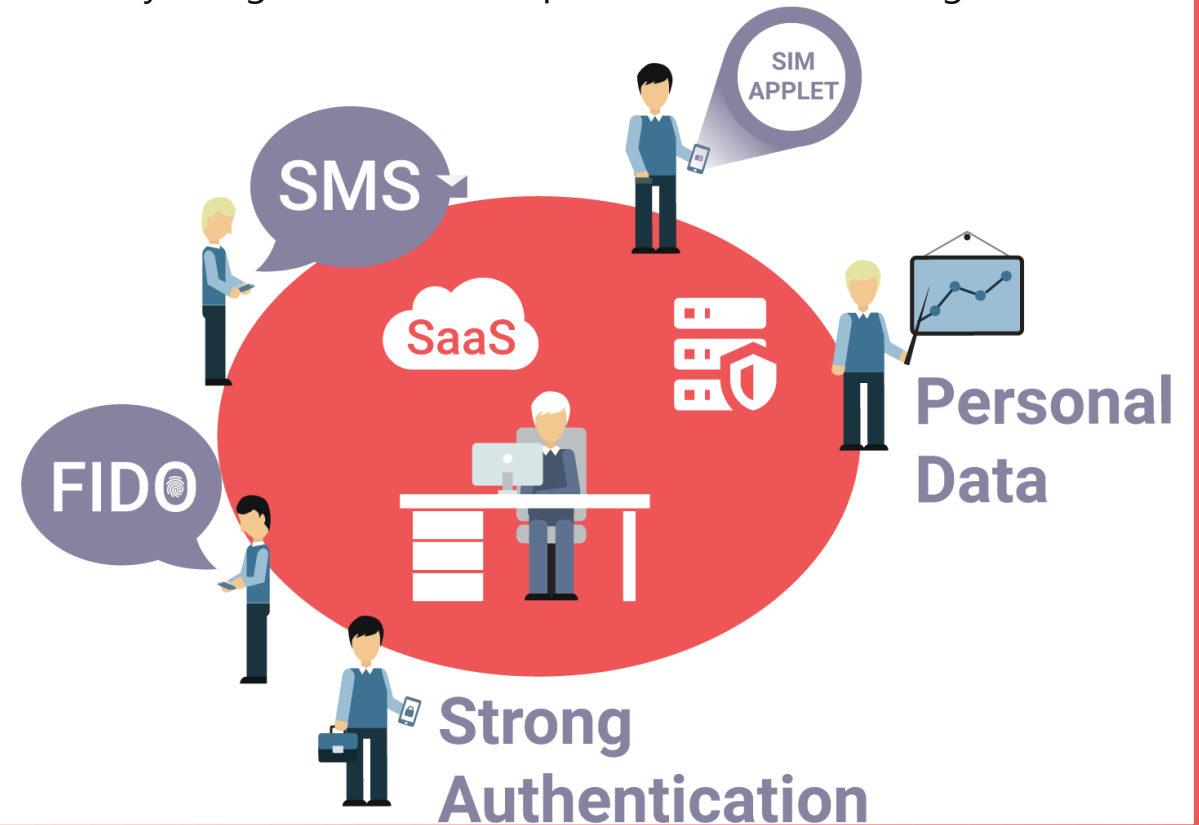 SIM
APPLET
SMS
SaaS
Personal
Data
FIDO
Strong
Authentication